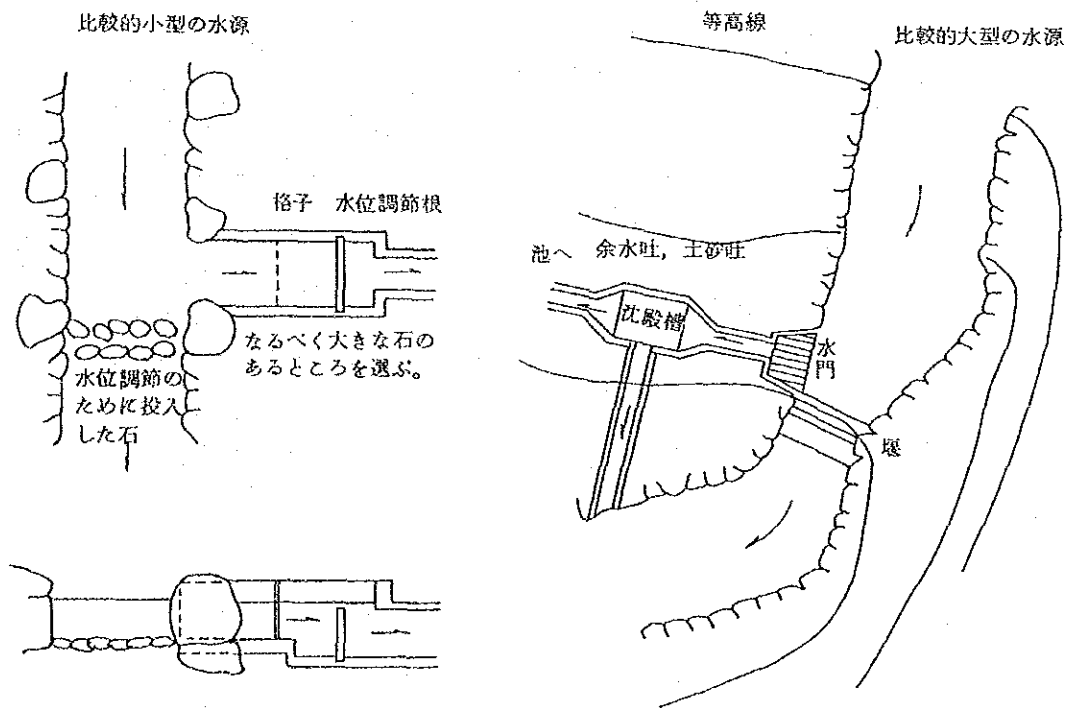 比較的小型の水源
格子 水位調節根
なるべく大きな石の
あるところを選ぶ。
水位調節の
ために投入
した石
等高線
比較的大型の水源
池へ 余水吐，土砂吐
沈殿槽
水門
堰